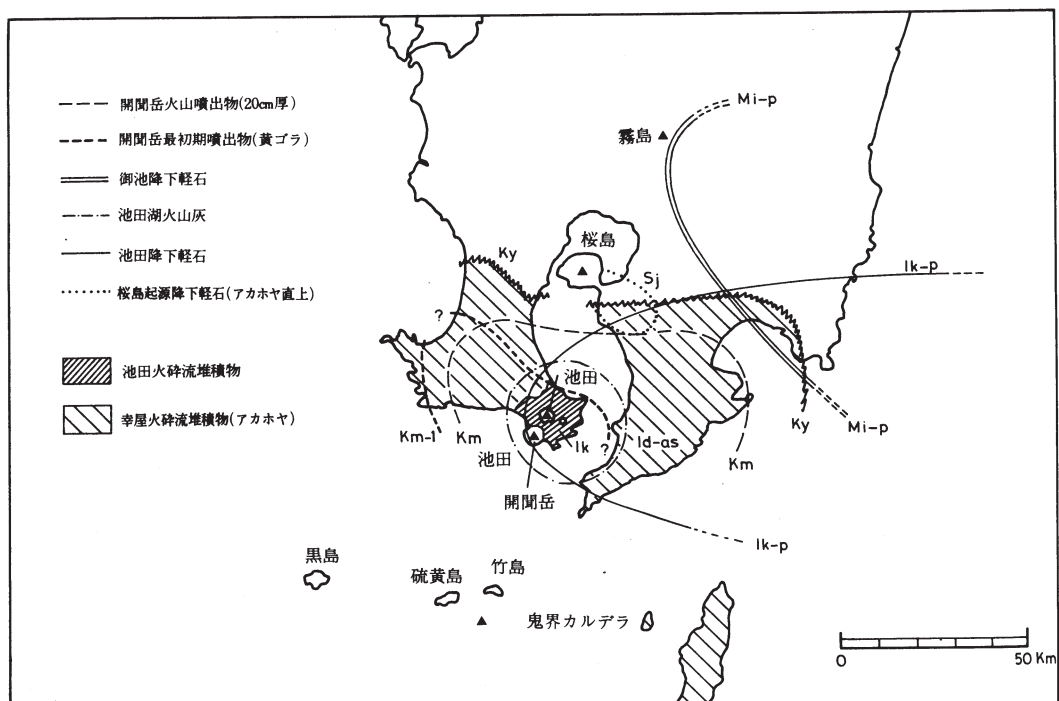 開聞岳火山噴出物(20cm厚)
開聞岳最初期噴出物(黄ゴラ)
御池降下軽石
池田湖火山灰
池田降下軽石
桜島起源降下軽石(アカホヤ直上)
池田火砕流堆積物
幸屋火砕流堆積物(アカホヤ)
Mi-p
霧島
桜島
Ky
Sj
Ik-p
?
池田
Km-1
Km
池田
Ik
?
Id-as
Km
Ky
Mi-p
開聞岳
Ik-p
黒島
硫黄島
竹島
鬼界カルデラ
0
50 Km